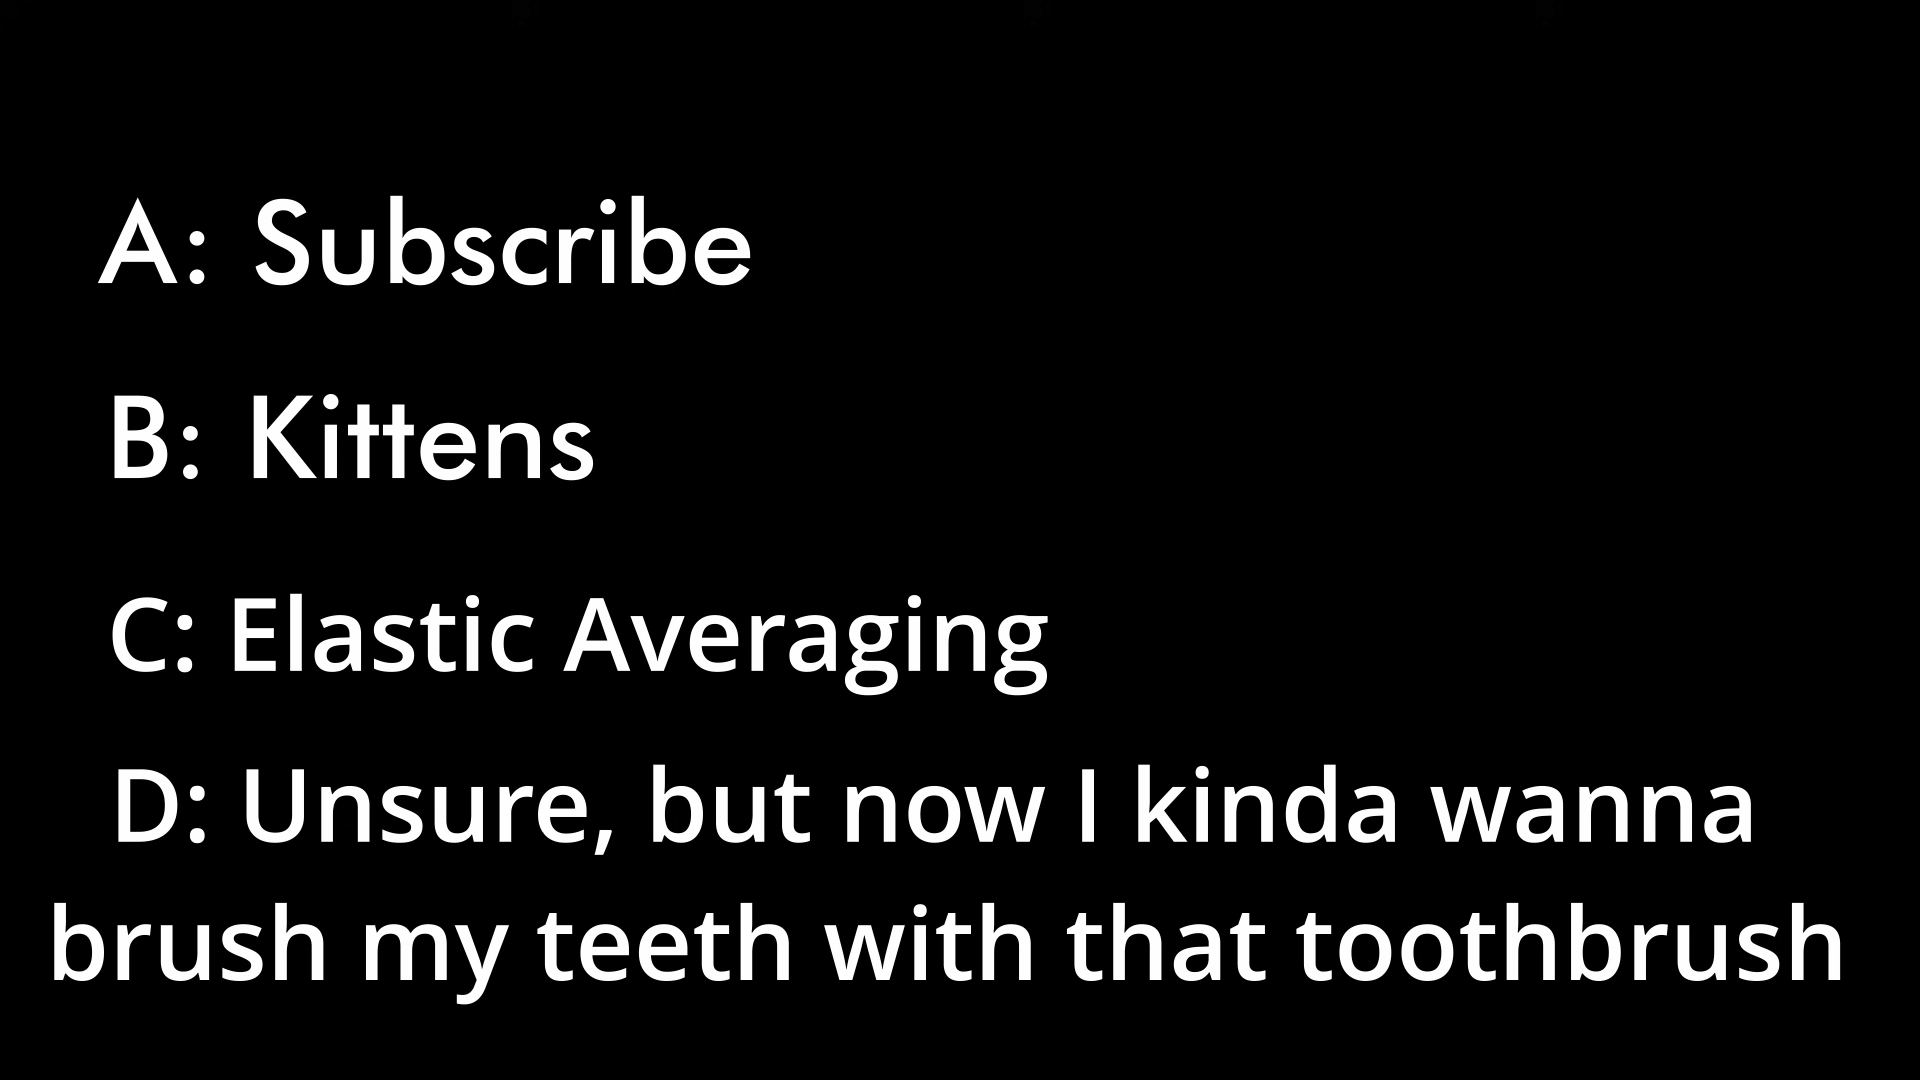 A: Subscribe
B: Kittens
C: Elastic Averaging
D: Unsure, but now I kinda wanna
brush my teeth with that toothbrush